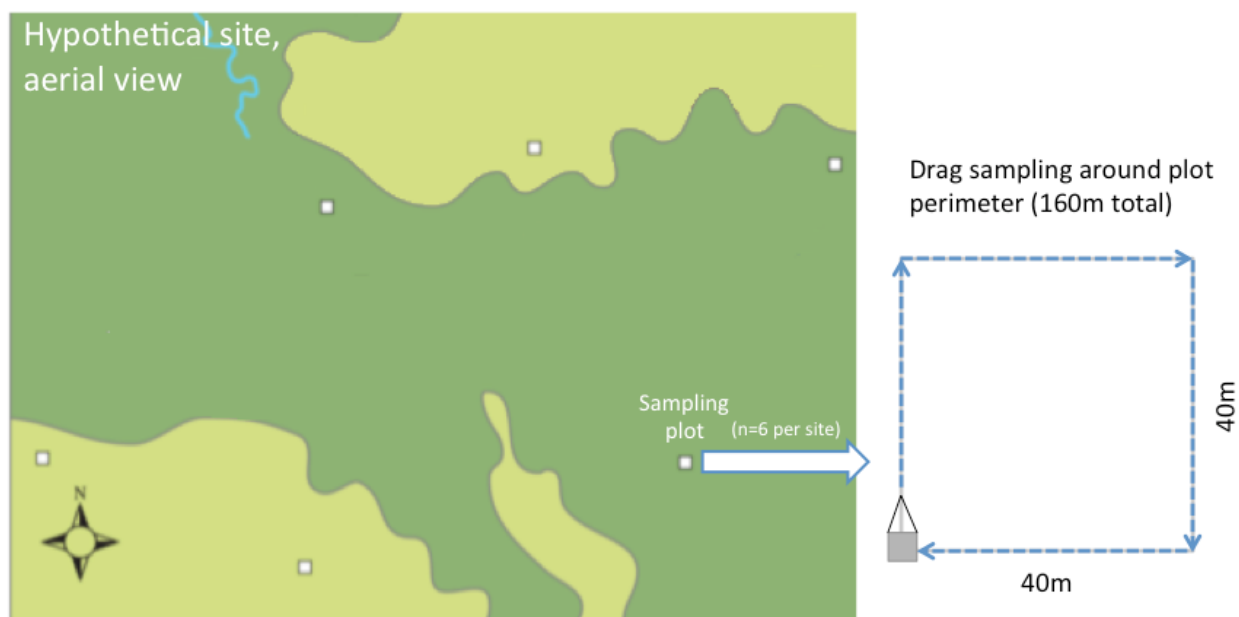 Hypothetical site,
aerial view
Drag sampling around plot
perimeter (160m total)
Sampling
plot
(n=6 per site)
40m
N
40m